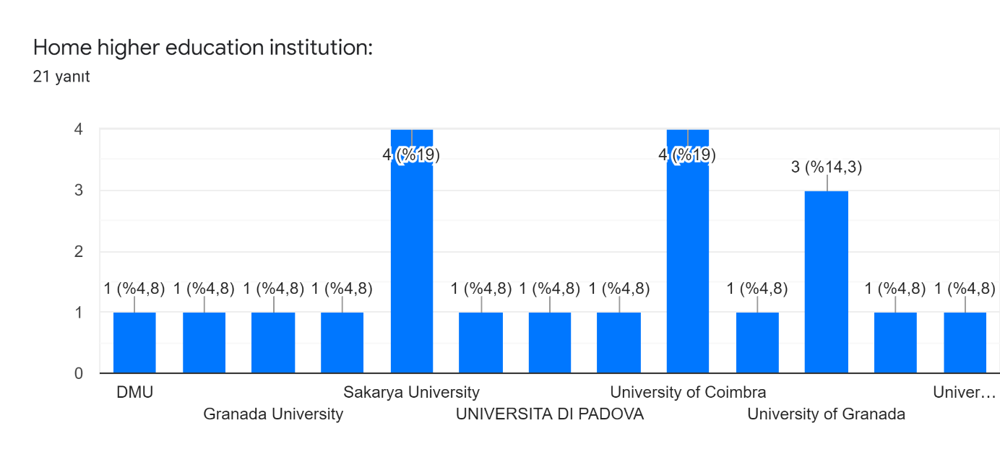 Home higher education institution:
21 yanıt
4
4 (%19) 4 (%19)
3 (%14,3)
3
2
1 (%4,8) 1 (%4,8) 1 (%4,8) 1 (%4,8) 1 (%4,8) 1 (%4,8) 1 (%4,8) 1 (%4,8) 1 (%4,8) 1 (%4,8)
1
0
DMU Sakarya University University of Coimbra Univer…
Granada University UNIVERSITA DI PADOVA University of Granada